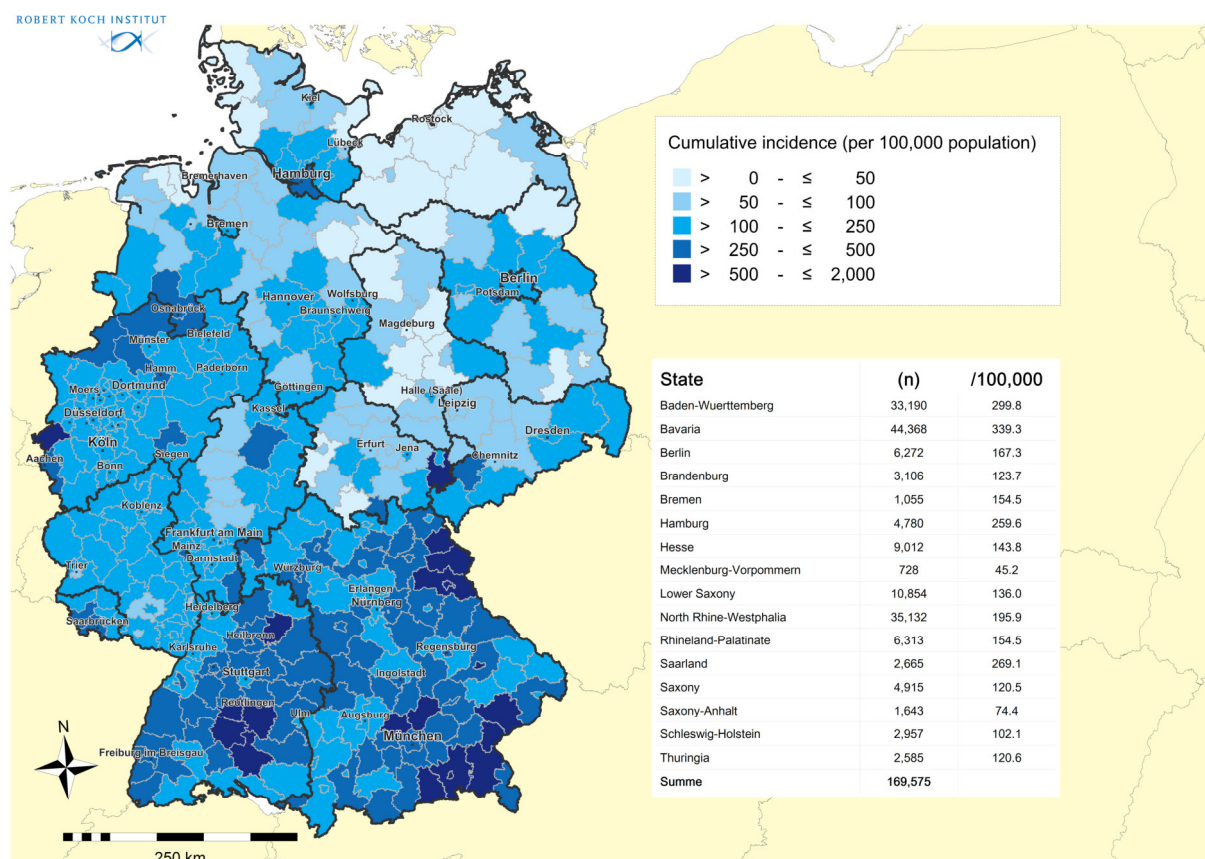 ROBERT KOCH INSTITUT
Kiel
Rostock
Lübeck
Hamburg
Bremerhaven
Bremen
Berlin
Potsdam
Hannover
Wolfsburg
Braunschweig
Osnabrück
Magdeburg
Münster
Bielefeld
Hamm
Paderborn
Göttingen
Halle (Saale)
Leipzig
Moers
Dortmund
Düsseldorf
Kassel
Köln
Erfurt
Jena
Dresden
Aachen
Bonn
Siegen
Chemnitz
Koblenz
Frankfurt am Main
Mainz
Darmstadt
Trier
Würzburg
Erlangen
Nürnberg
Heidelberg
Saarbrücken
Heilbronn
Karlsruhe
Regensburg
Stuttgart
Ingolstadt
Reutlingen
Ulm
Augsburg
München
Freiburg im Breisgau
N
250 km
Cumulative incidence (per 100,000 population)
> 0 - ≤ 50
> 50 - ≤ 100
> 100 - ≤ 250
> 250 - ≤ 500
> 500 - ≤ 2,000
State (n) /100,000
Baden-Wuerttemberg 33,190 299.8
Bavaria 44,368 339.3
Berlin 6,272 167.3
Brandenburg 3,106 123.7
Bremen 1,055 154.5
Hamburg 4,780 259.6
Hesse 9,012 143.8
Mecklenburg-Vorpommern 728 45.2
Lower Saxony 10,854 136.0
North Rhine-Westphalia 35,132 195.9
Rhineland-Palatinate 6,313 154.5
Saarland 2,665 269.1
Saxony 4,915 120.5
Saxony-Anhalt 1,643 74.4
Schleswig-Holstein 2,957 102.1
Thuringia 2,585 120.6
Summe 169,575